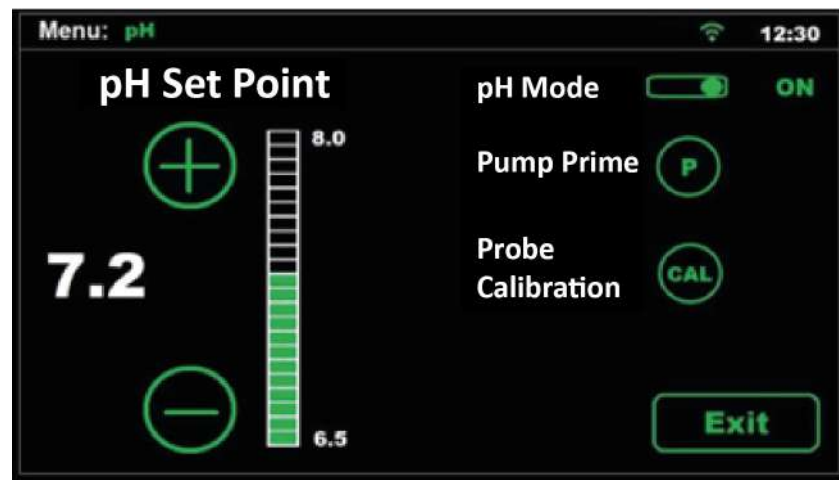 Menu: pH
12:30
pH Set Point
8.0
7.2
6.5
pH Mode
ON
Pump Prime
P
Probe
Calibration
CAL
Exit